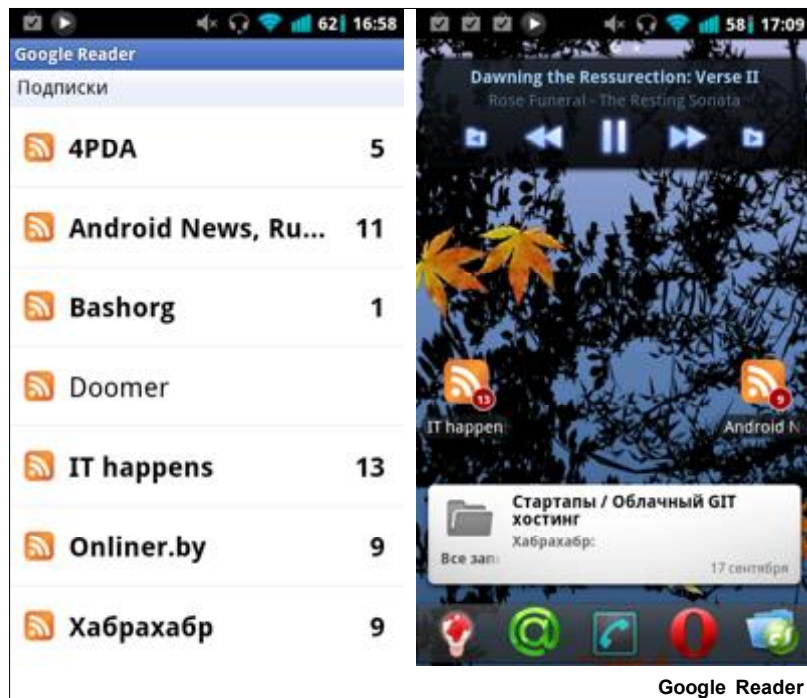 62 16:58
Google Reader
Подписки
4PDA 5
Android News, Ru... 11
Bashorg 1
Doomer
IT happens 13
Onliner.by 9
Хабрахабр 9
58 17:09
Dawning the Ressurection: Verse II
Rose Funeral - The Resting Sonata
13
9
IT happen
Android N
Стартапы / Облачный GIT
хостинг
Хабрахабр:
Все зап
17 сентября
Google Reader